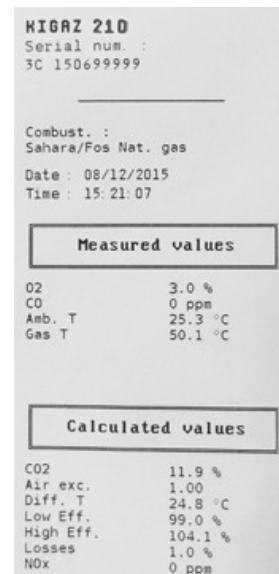 KIGAZ 210
Serial num. :
3C 150699999
Combust. :
Sahara/Fos Nat. gas
Date : 08/12/2015
Time : 15:21:07
Measured values
O2 3.0 %
CO 0 ppm
Amb. T 25.3 °C
Gas T 50.1 °C
Calculated values
CO2 11.9 %
Air exc. 1.00
Diff. T 24.8 °C
Low Eff. 99.0 %
High Eff. 104.1 %
Losses 1.0 %
NOx 0 ppm